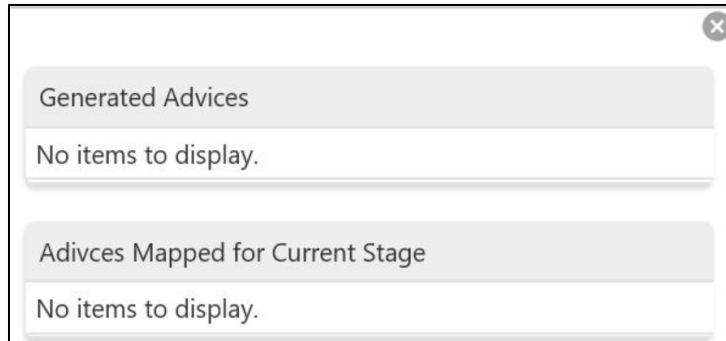 Generated Advices
No items to display.
Adivces Mapped for Current Stage
No items to display.